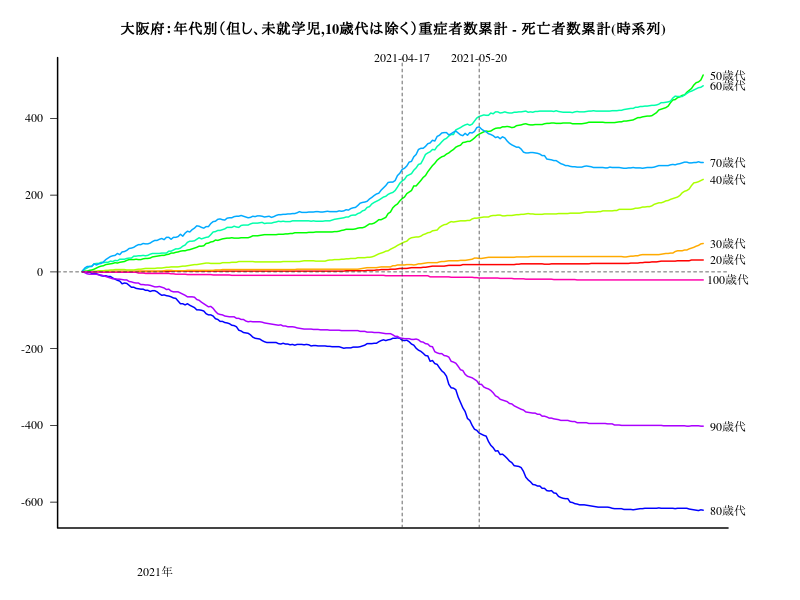 大阪府：年代別（但し、未就学児,10歳代は除く）重症者数累計 - 死亡者数累計(時系列)
2021-04-17 2021-05-20
50歳代
60歳代
400
70歳代
40歳代
200
30歳代
20歳代
0
100歳代
-200
-400
90歳代
-600
80歳代
2021年